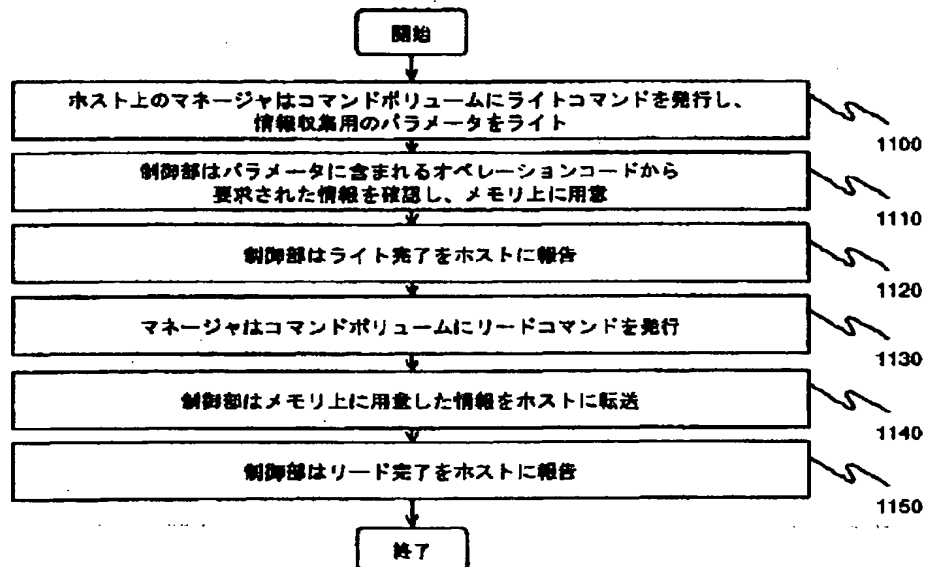 開始
ホスト上のマネージャはコマンドボリュームにライトコマンドを発行し、
情報収集用のパラメータをライト
1100
制御部はパラメータに含まれるオペレーションコードから
要求された情報を確認し、メモリ上に用意
1110
制御部はライト完了をホストに報告
1120
マネージャはコマンドボリュームにリードコマンドを発行
1130
制御部はメモリ上に用意した情報をホストに転送
1140
制御部はリード完了をホストに報告
1150
終了